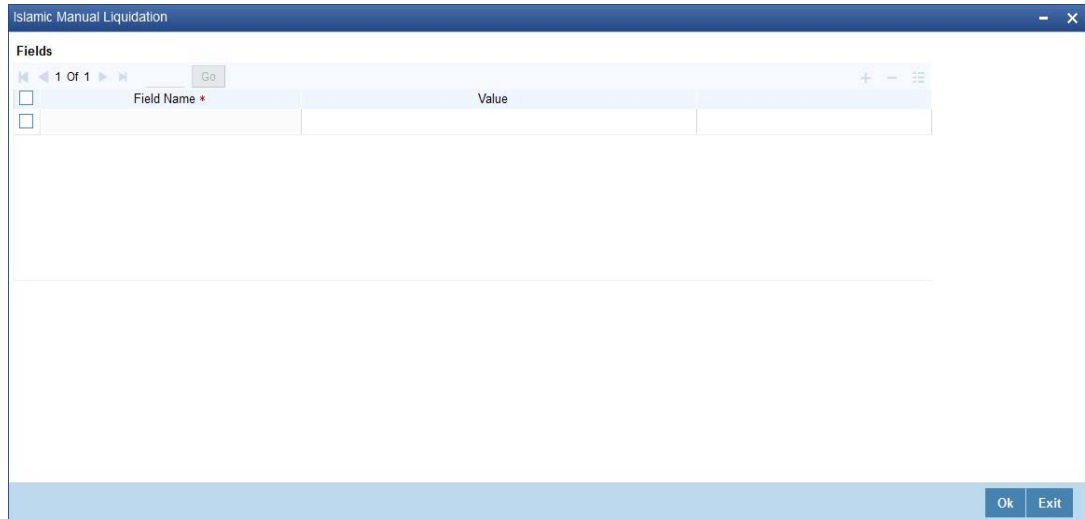 Islamic Manual Liquidation
Fields
1 Of 1 Go
Field Name * Value
Ok Exit